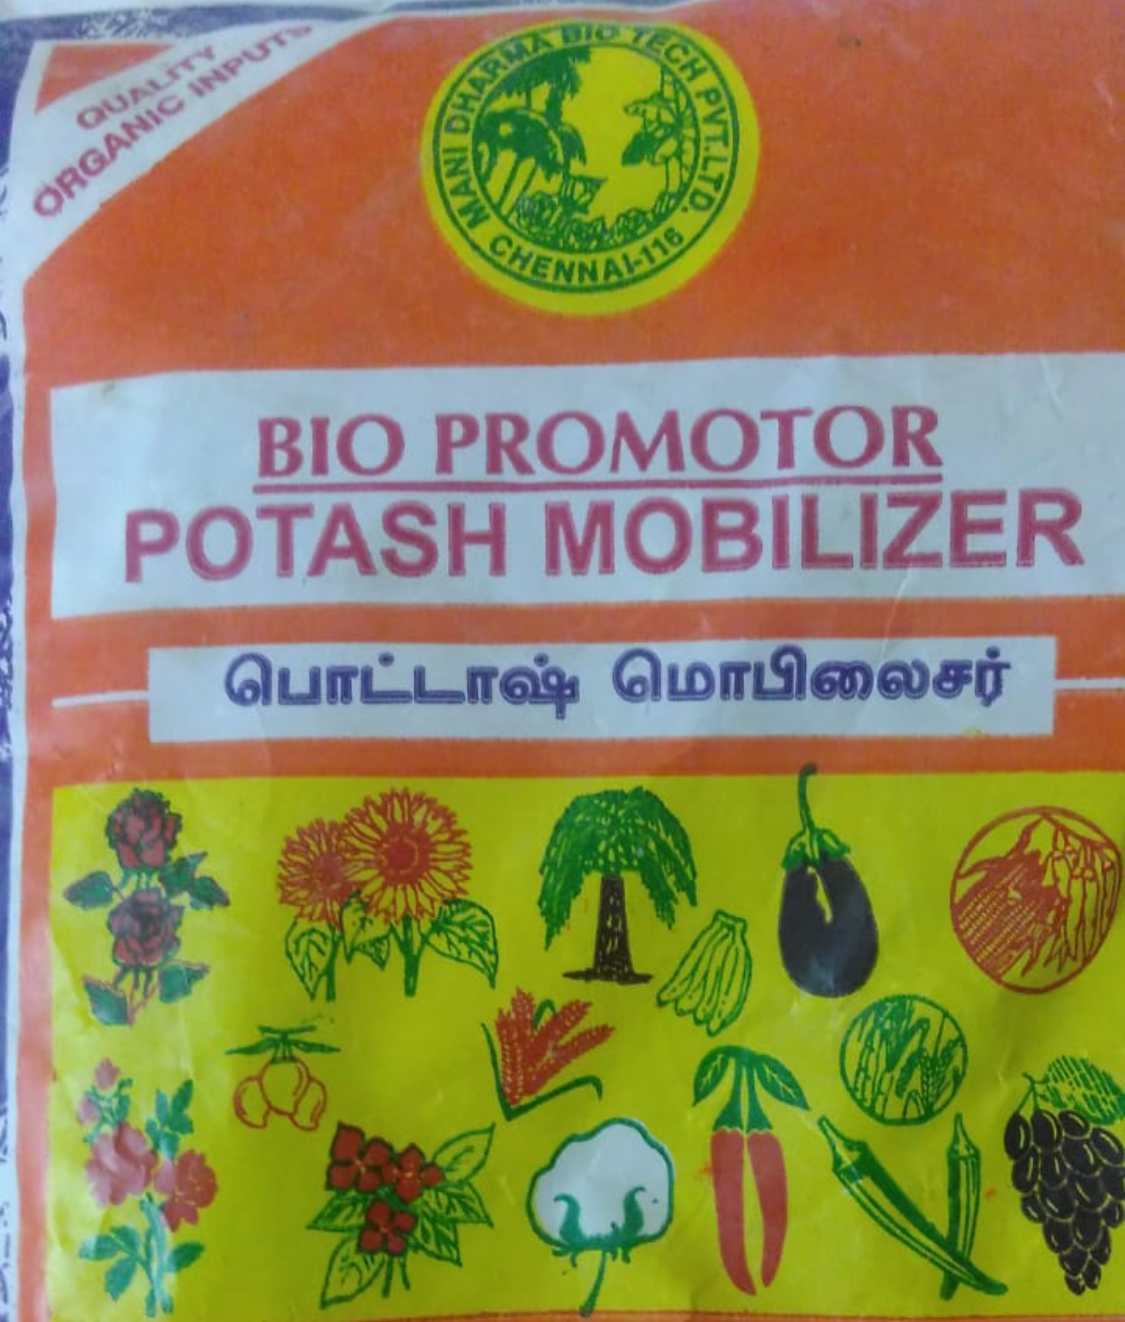 QUALITY
ORGANIC INPUTS
MANI DHARMA BIO TECH PVT.LTD.
CHENNAI-116
BIO PROMOTOR
POTASH MOBILIZER
பொட்டாஷ் மொபிலைசர்